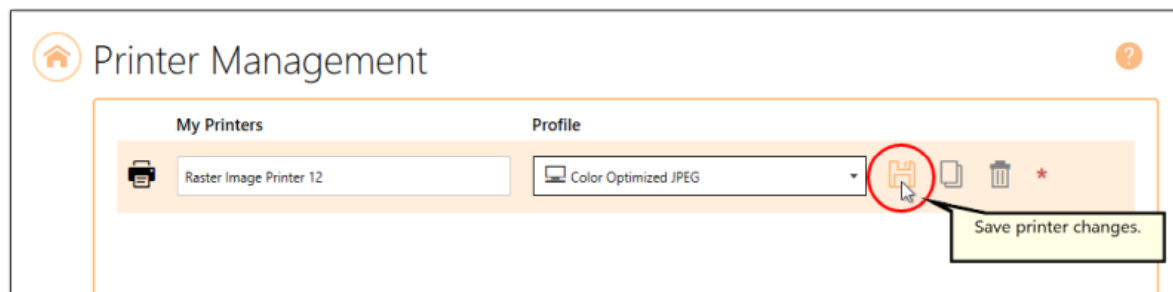 Printer Management
?
My Printers
Profile
Raster Image Printer 12
Color Optimized JPEG
*
Save printer changes.